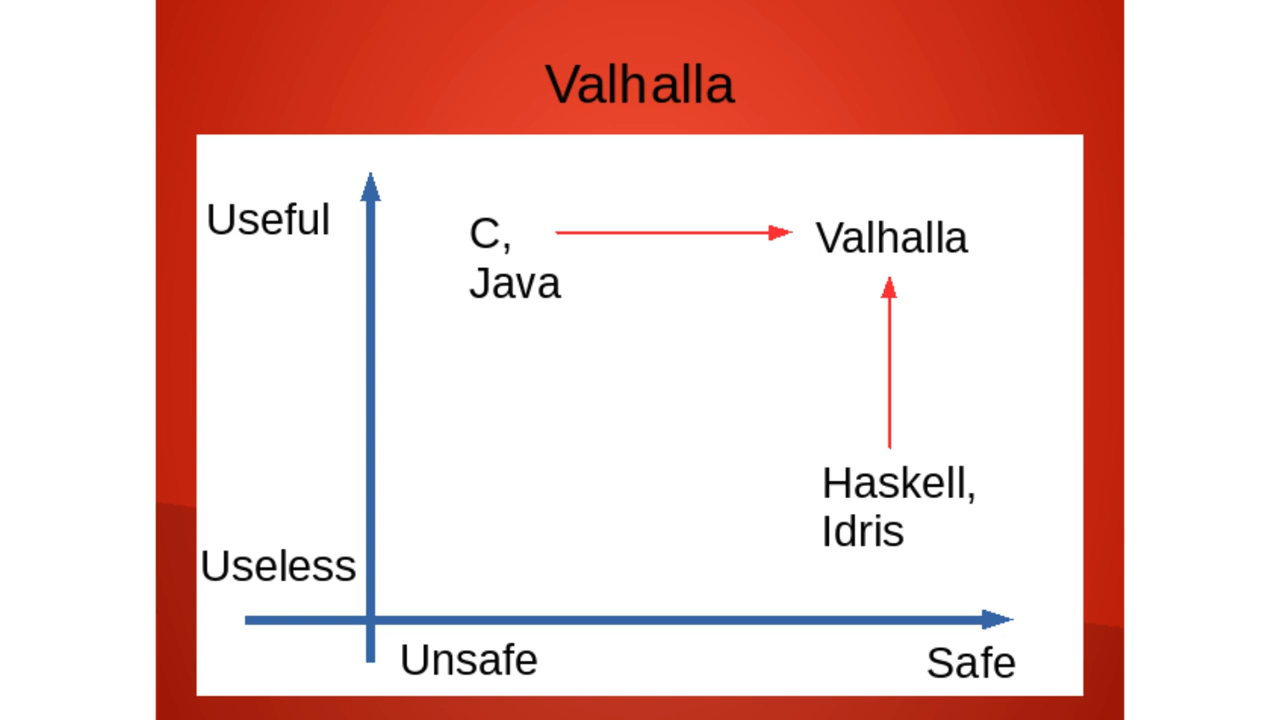 Valhalla
Useful
C,
Java
Valhalla
Haskell,
Idris
Useless
Unsafe
Safe